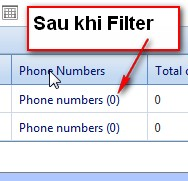 Sau khi Filter
Phone Numbers Total
Phone numbers (0) 0
Phone numbers (0) 0